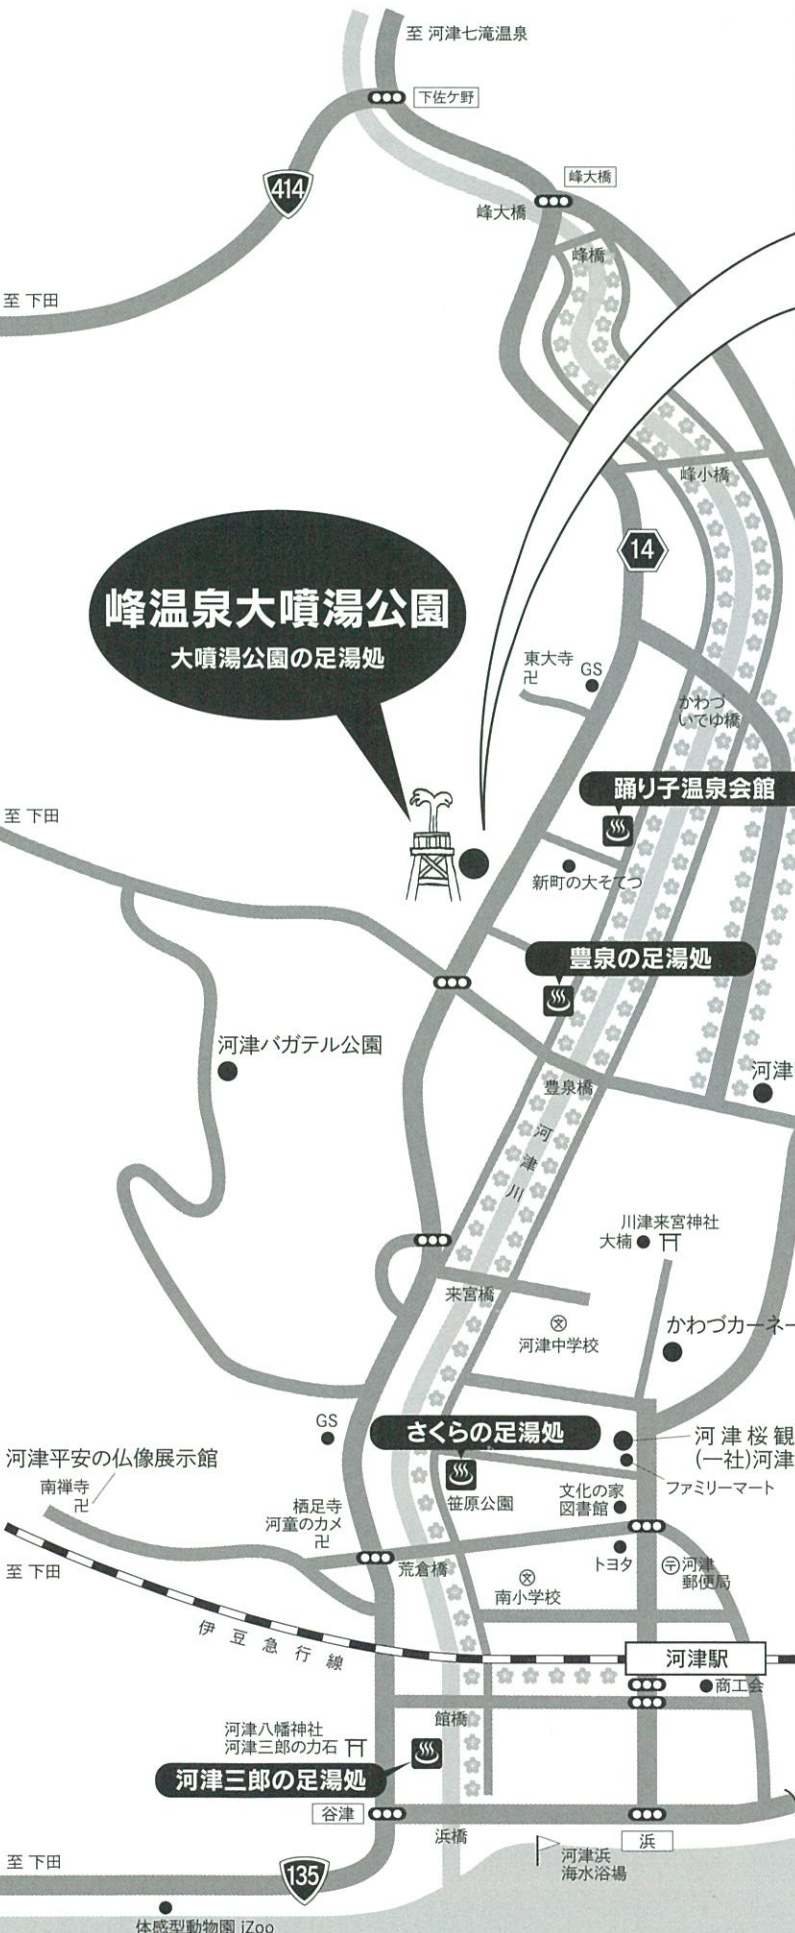 至 河津七滝温泉
下佐ケ野
414
峰大橋
峰大橋
至 下田
峰橋
峰小橋
14
峰温泉大噴湯公園
大噴湯公園の足湯処
東大寺
卍
GS
かわづ
いでゆ橋
踊り子温泉会館
至 下田
新町の大そてつ
豊泉の足湯処
河津バガテル公園
河津
豊泉橋
河津川
川津来宮神社
大楠
来宮橋
文
河津中学校
かわづカーネー
GS
さくらの足湯処
河津桜観
(一社)河津
ファミリーマート
河津平安の仏像展示館
南禅寺
卍
笹原公園
文化の家
図書館
栖足寺
河童のカメ
卍
荒倉橋
トヨタ
〒河津
郵便局
文
南小学校
至 下田
伊豆急行線
河津駅
商工会
館橋
河津八幡神社
河津三郎の力石
河津三郎の足湯処
谷津
浜橋
浜
河津浜
海水浴場
至 下田
135
体感型動物園 iZoo